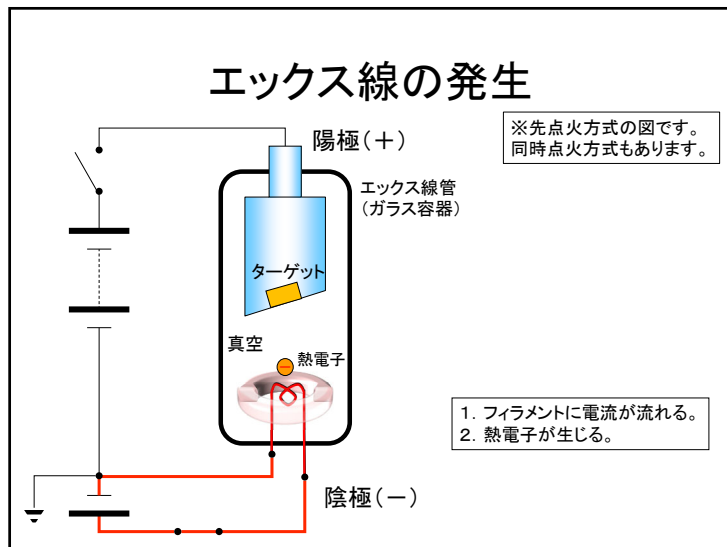 エックス線の発生
※先点火方式の図です。
同時点火方式もあります。
陽極(+)
エックス線管
(ガラス容器)
ターゲット
真空
熱電子
1. フィラメントに電流が流れる。
2. 熱電子が生じる。
陰極(−)